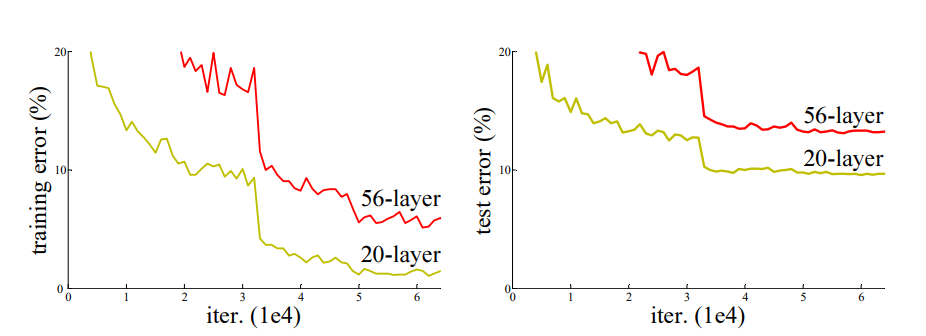 training error (%)
20
10
0
0 1 2 3 4 5 6
iter. (1e4)
56-layer
20-layer
test error (%)
20
10
0
0 1 2 3 4 5 6
iter. (1e4)
56-layer
20-layer